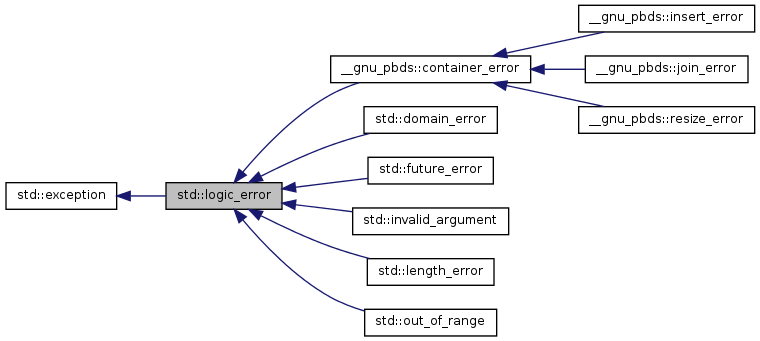 __gnu_pbds::insert_error
__gnu_pbds::container_error
__gnu_pbds::join_error
std::domain_error
__gnu_pbds::resize_error
std::future_error
std::exception
std::logic_error
std::invalid_argument
std::length_error
std::out_of_range